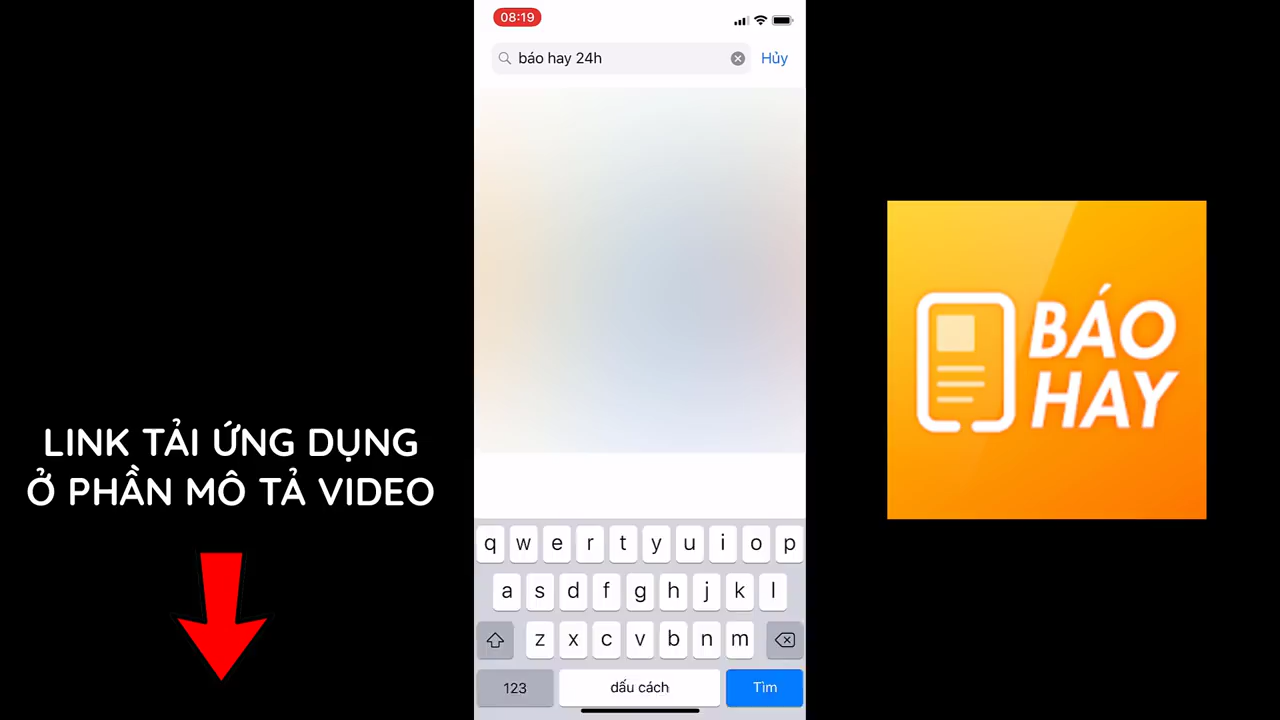 08:19
báo hay 24h
Hủy
LINK TẢI ỨNG DỤNG
Ở PHẦN MÔ TẢ VIDEO
BÁO
HAY
q w e r t y u i o p
a s d f g h j k l
z x c v b n m
123 dấu cách Tìm